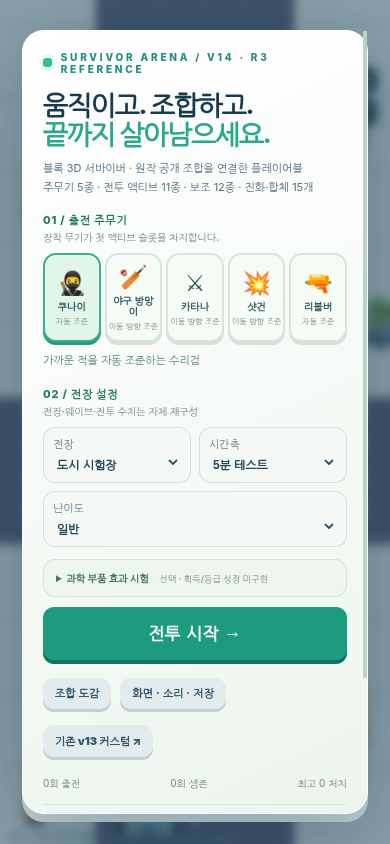 SURVIVOR ARENA / V14 · R3
REFERENCE
움직이고. 조합하고.
끝까지 살아남으세요.
블록 3D 서바이버 · 원작 공개 조합을 연결한 플레이어블
주무기 5종 · 전투 액티브 11종 · 보조 12종 · 진화·합체 15개
01 / 출전 주무기
장착 무기가 첫 액티브 슬롯을 차지합니다.
쿠나이
자동 조준
야구 방망
이
이동 방향 조준
카타나
이동 방향 조준
샷건
이동 방향 조준
리볼버
자동 조준
가까운 적을 자동 조준하는 수리검
02 / 전장 설정
전장·웨이브·전투 수치는 자체 재구성
전장
도시 시험장
시간축
5분 테스트
난이도
일반
▶ 과학 부품 효과 시험 선택 · 획득/등급 성장 미구현
전투 시작 →
조합 도감
화면 · 소리 · 저장
기존 v13 커스텀 ↗
0회 출전
0회 생존
최고 0 처치